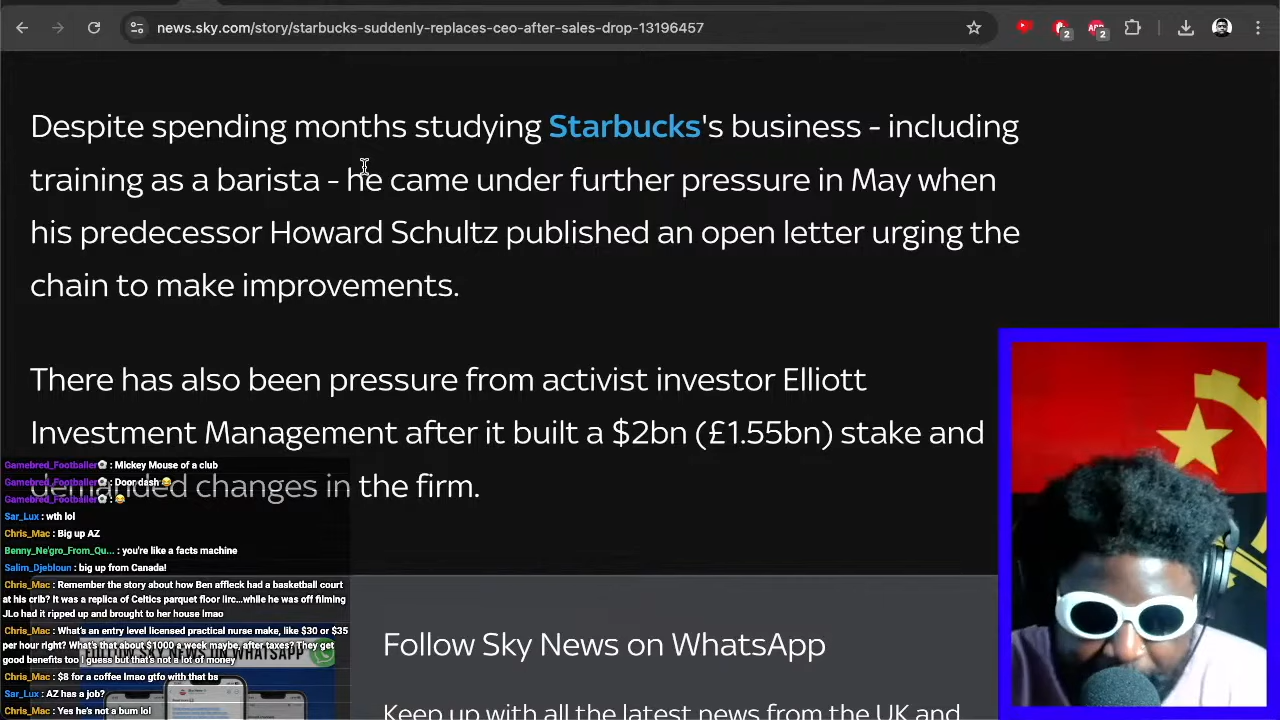 news.sky.com/story/starbucks-suddenly-replaces-ceo-after-sales-drop-13196457
2
2
Despite spending months studying Starbucks's business - including
training as a barista - he came under further pressure in May when
his predecessor Howard Schultz published an open letter urging the
chain to make improvements.
There has also been pressure from activist investor Elliott
Investment Management after it built a $2bn (£1.55bn) stake and
demanded changes in the firm.
Gamebred_Footballer⚽ : Mickey Mouse of a club
Gamebred_Footballer⚽ : Door dash 😂
Gamebred_Footballer⚽ : 😂
Sar_Lux : wth lol
Chris_Mac : Big up AZ
Benny_Ne'gro_From_Qu... : you're like a facts machine
Salim_Djebloun : big up from Canada!
Chris_Mac : Remember the story about how Ben affleck had a basketball court
at his crib? It was a replica of Celtics parquet floor iirc...while he was off filming
JLo had it ripped up and brought to her house lmao
Chris_Mac : What's an entry level licensed practical nurse make, like $30 or $35
per hour right? What's that about $1000 a week maybe, after taxes? They get
good benefits too I guess but that's not a lot of money
Chris_Mac : $8 for a coffee lmao gtfo with that bs
Sar_Lux : AZ has a job?
Chris_Mac : Yes he's not a bum lol
FOLLOW SKY NEWS ON WHATSAPP
Follow Sky News on WhatsApp
Keep up with all the latest news from the UK and